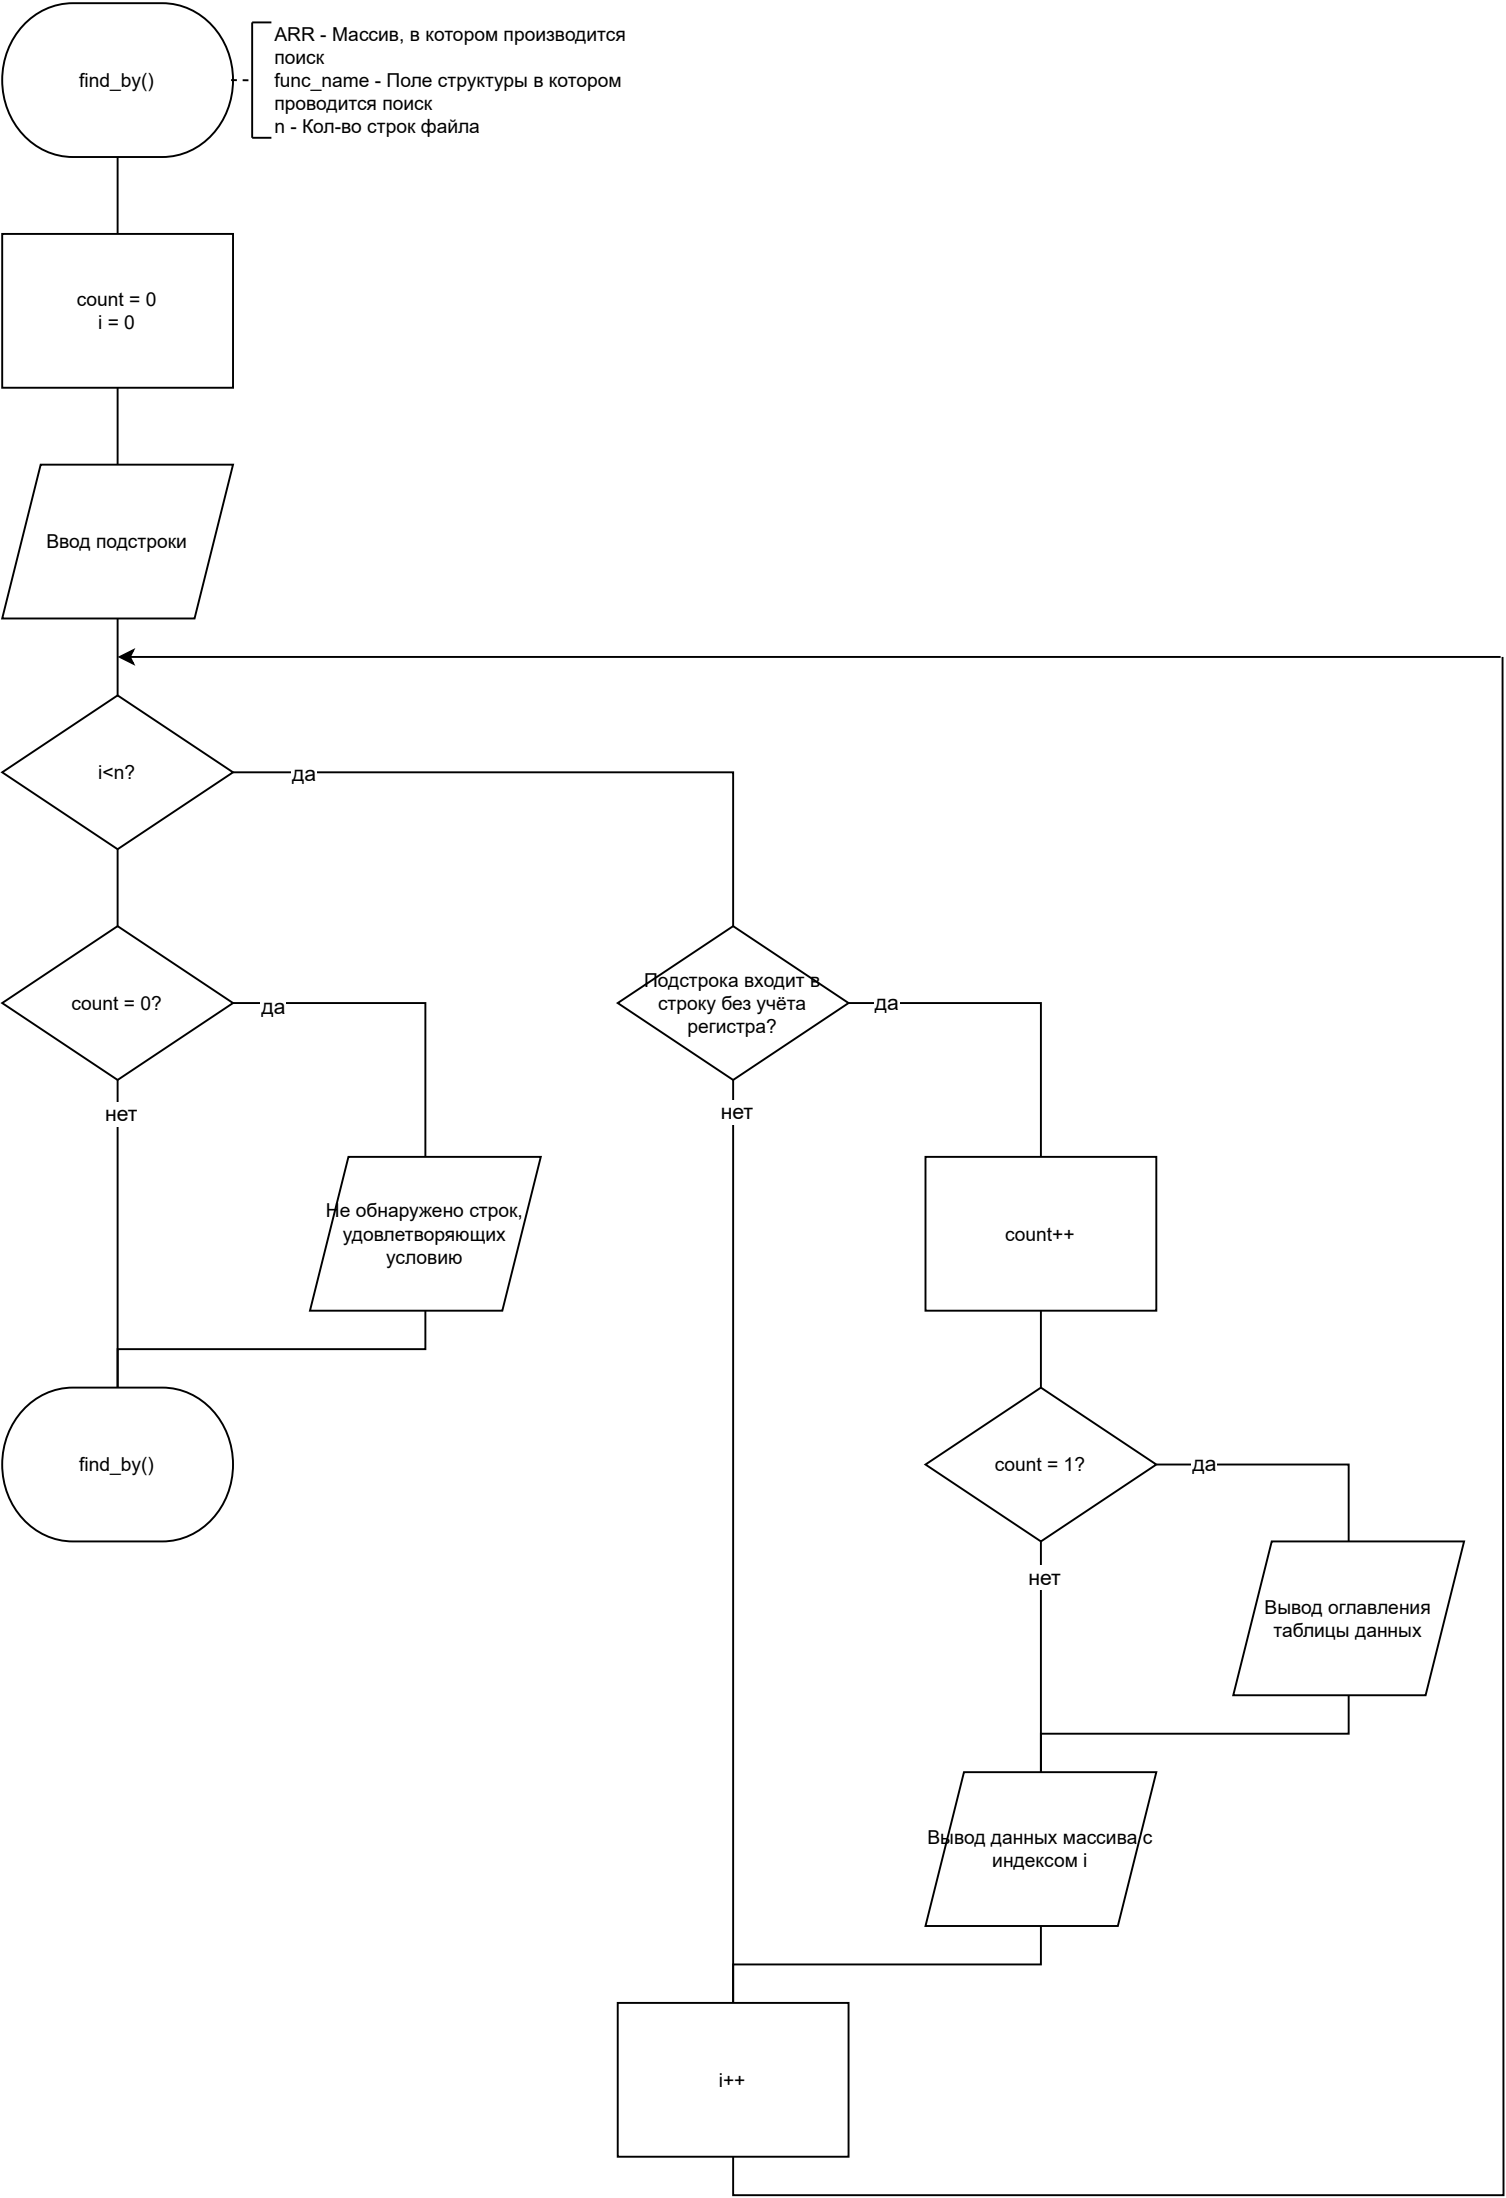 find_by()
ARR - Массив, в котором производится
поиск
func_name - Поле структуры в котором
проводится поиск
n - Кол-во строк файла
count = 0
i = 0
Ввод подстроки
i<n?
да
count = 0?
да
нет
Подстрока входит в
строку без учёта
регистра?
да
нет
Не обнаружено строк,
удовлетворяющих
условию
count++
find_by()
count = 1?
да
нет
Вывод оглавления
таблицы данных
Вывод данных массива с
индексом i
i++